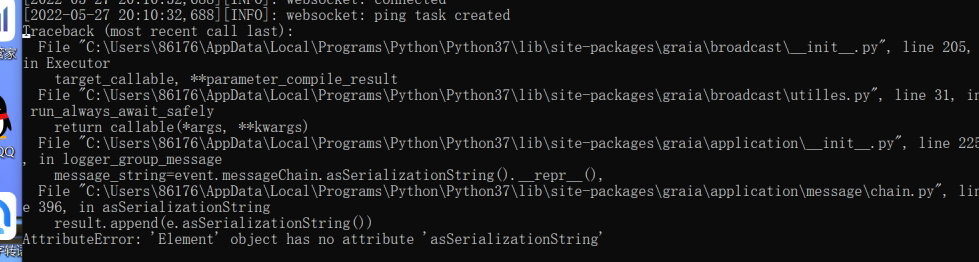 [2022-05-27 20:10:32,688][INFO]: websocket: connected
[2022-05-27 20:10:32,688][INFO]: websocket: ping task created
Traceback (most recent call last):
File "C:\Users\86176\AppData\Local\Programs\Python\Python37\lib\site-packages\graia\broadcast\__init__.py", line 205,
in Executor
target_callable, **parameter_compile_result
File "C:\Users\86176\AppData\Local\Programs\Python\Python37\lib\site-packages\graia\broadcast\utilles.py", line 31, in
run_always_await_safely
return callable(*args, **kwargs)
File "C:\Users\86176\AppData\Local\Programs\Python\Python37\lib\site-packages\graia\application\__init__.py", line 225
, in logger_group_message
message_string=event.messageChain.asSerializationString().__repr__(),
File "C:\Users\86176\AppData\Local\Programs\Python\Python37\lib\site-packages\graia\application\message\chain.py", lin
e 396, in asSerializationString
result.append(e.asSerializationString())
AttributeError: 'Element' object has no attribute 'asSerializationString'
管家
QQ
字转语